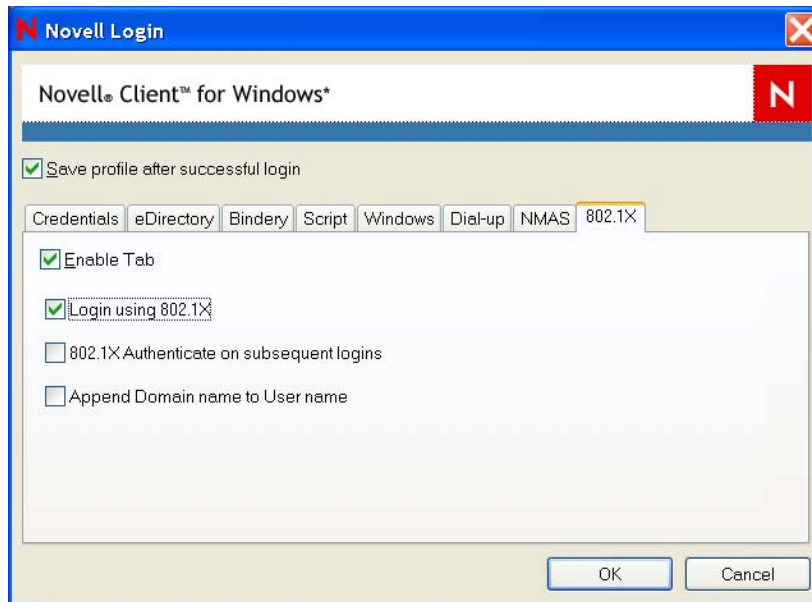 N Novell Login
Novell® Client™ for Windows* N
Save profile after successful login
Credentials eDirectory Bindery Script Windows Dial-up NMAS 802.1X
Enable Tab
Login using 802.1X
802.1X Authenticate on subsequent logins
Append Domain name to User name
OK Cancel